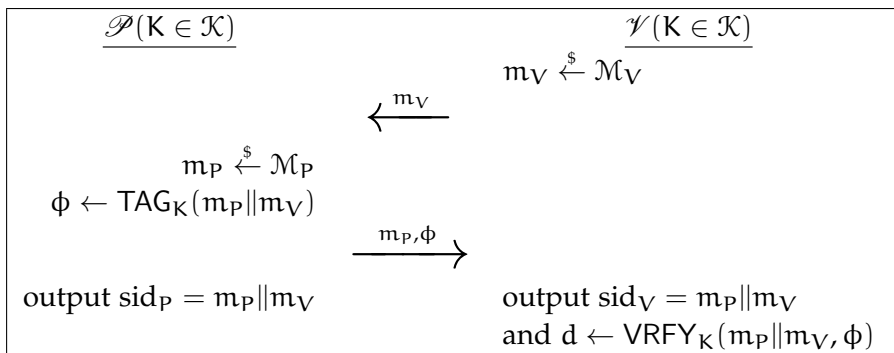 𝒫(K ∈ 𝒦) 𝒱(K ∈ 𝒦)
m_V ←$ ℳ_V
m_V
m_P ←$ ℳ_P
ϕ ← TAG_K(m_P||m_V)
m_P, ϕ
output sid_P = m_P||m_V output sid_V = m_P||m_V
and d ← VRFY_K(m_P||m_V, ϕ)